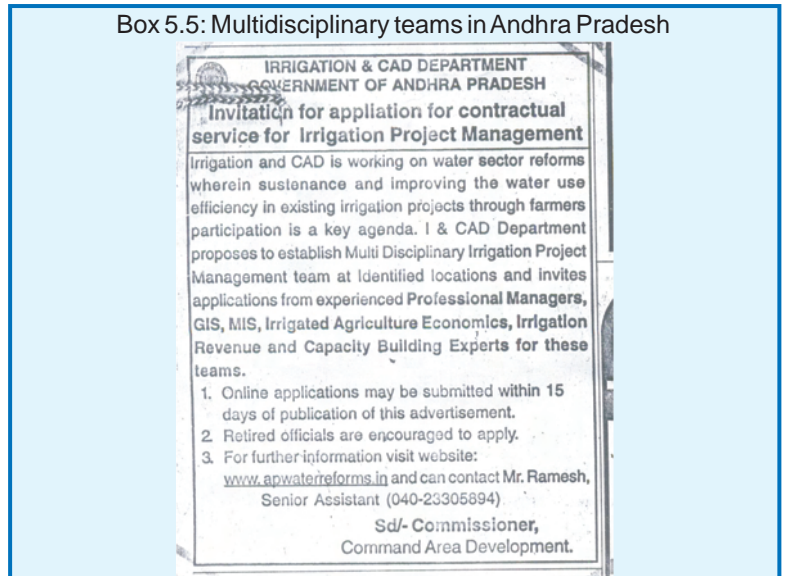 Box 5.5: Multidisciplinary teams in Andhra Pradesh
IRRIGATION & CAD DEPARTMENT
GOVERNMENT OF ANDHRA PRADESH
Invitation for appliation for contractual
service for Irrigation Project Management
Irrigation and CAD is working on water sector reforms
wherein sustenance and improving the water use
efficiency in existing irrigation projects through farmers
participation is a key agenda. I & CAD Department
proposes to establish Multi Disciplinary Irrigation Project
Management team at Identified locations and invites
applications from experienced Professional Managers,
GIS, MIS, Irrigated Agriculture Economics, Irrigation
Revenue and Capacity Building Experts for these
teams.
1. Online applications may be submitted within 15
days of publication of this advertisement.
2. Retired officials are encouraged to apply.
3. For further information visit website:
www.apwaterreforms.in and can contact Mr. Ramesh,
Senior Assistant (040-23305894)
Sd/- Commissioner,
Command Area Development.